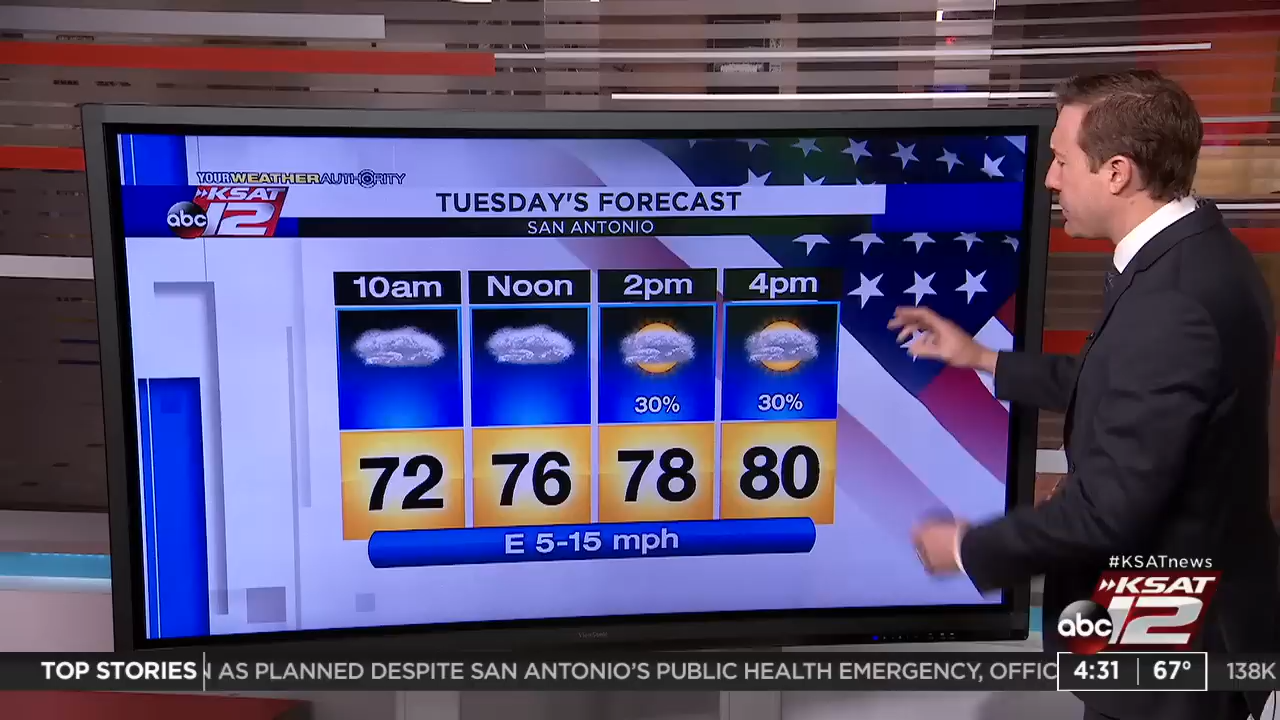 YOUR WEATHER AUTHORITY
KSAT
abc 12
TUESDAY'S FORECAST
SAN ANTONIO
10am Noon 2pm 4pm
30% 30%
72 76 78 80
E 5-15 mph
#KSATnews
KSAT
abc 12
TOP STORIES AS PLANNED DESPITE SAN ANTONIO'S PUBLIC HEALTH EMERGENCY, OFFIC 4:31 67° 138K